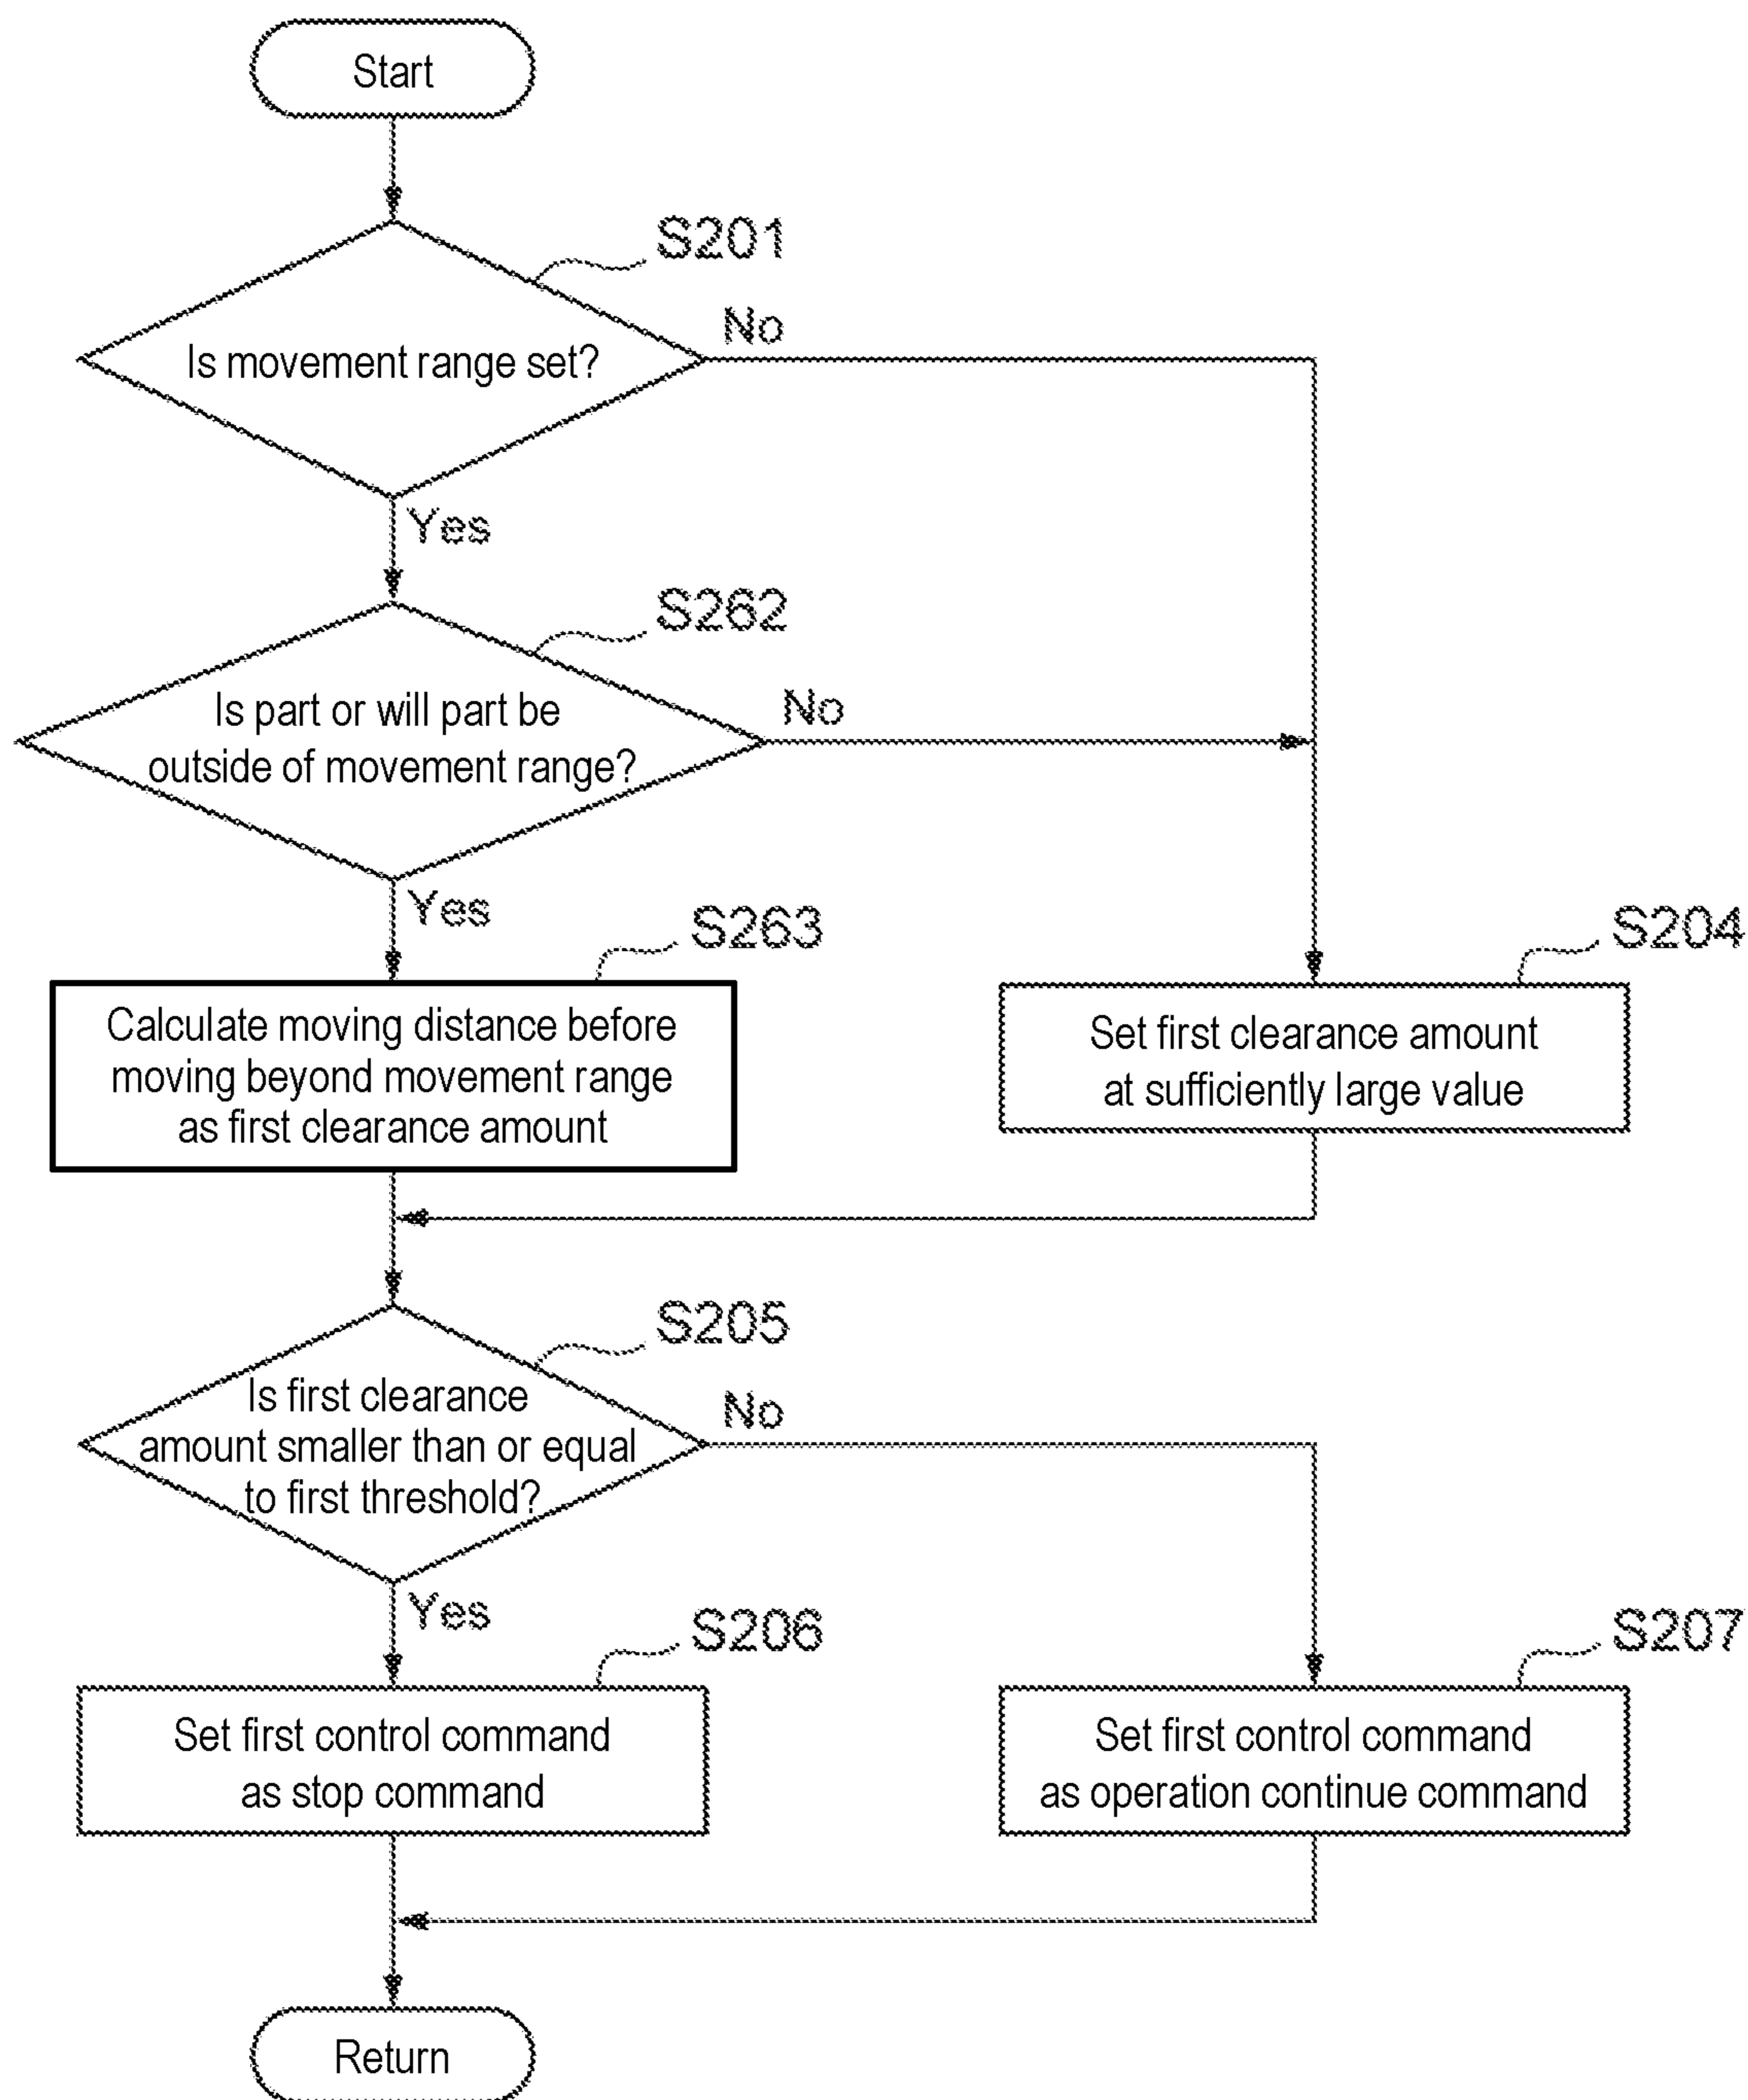 Start
S201
Is movement range set?
No
Yes
S262
Is part or will part be
outside of movement range?
No
Yes
S263
Calculate moving distance before
moving beyond movement range
as first clearance amount
S204
Set first clearance amount
at sufficiently large value
S205
Is first clearance
amount smaller than or equal
to first threshold?
No
Yes
S206
Set first control command
as stop command
S207
Set first control command
as operation continue command
Return